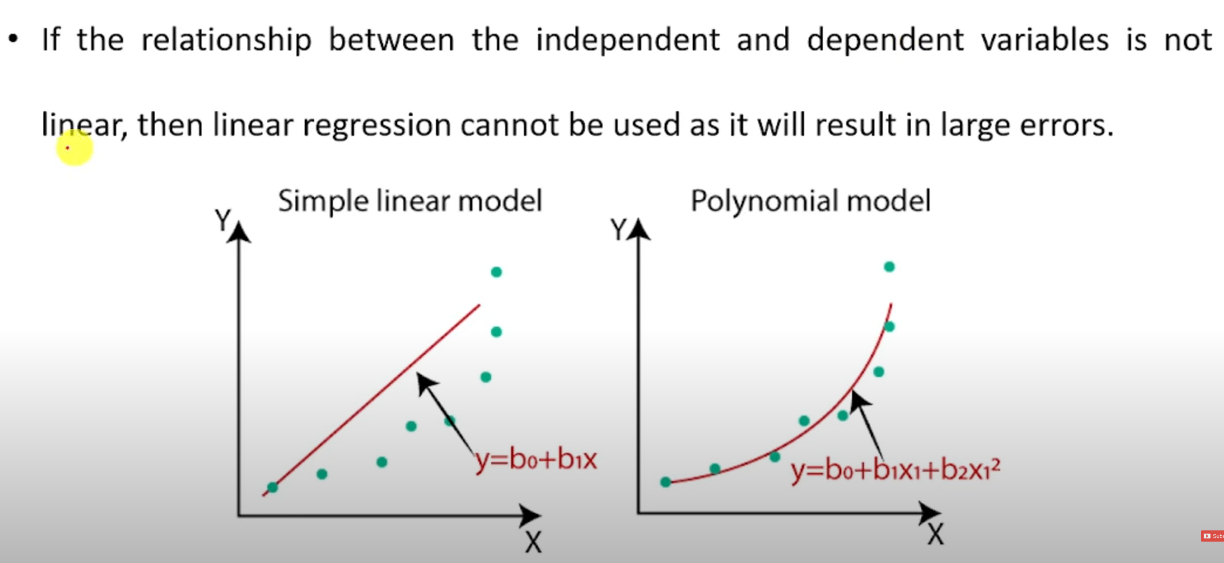 • If the relationship between the independent and dependent variables is not
linear, then linear regression cannot be used as it will result in large errors.
Simple linear model
Y
y=b₀+b₁x
X
Polynomial model
Y
y=b₀+b₁x₁+b₂x₁²
X